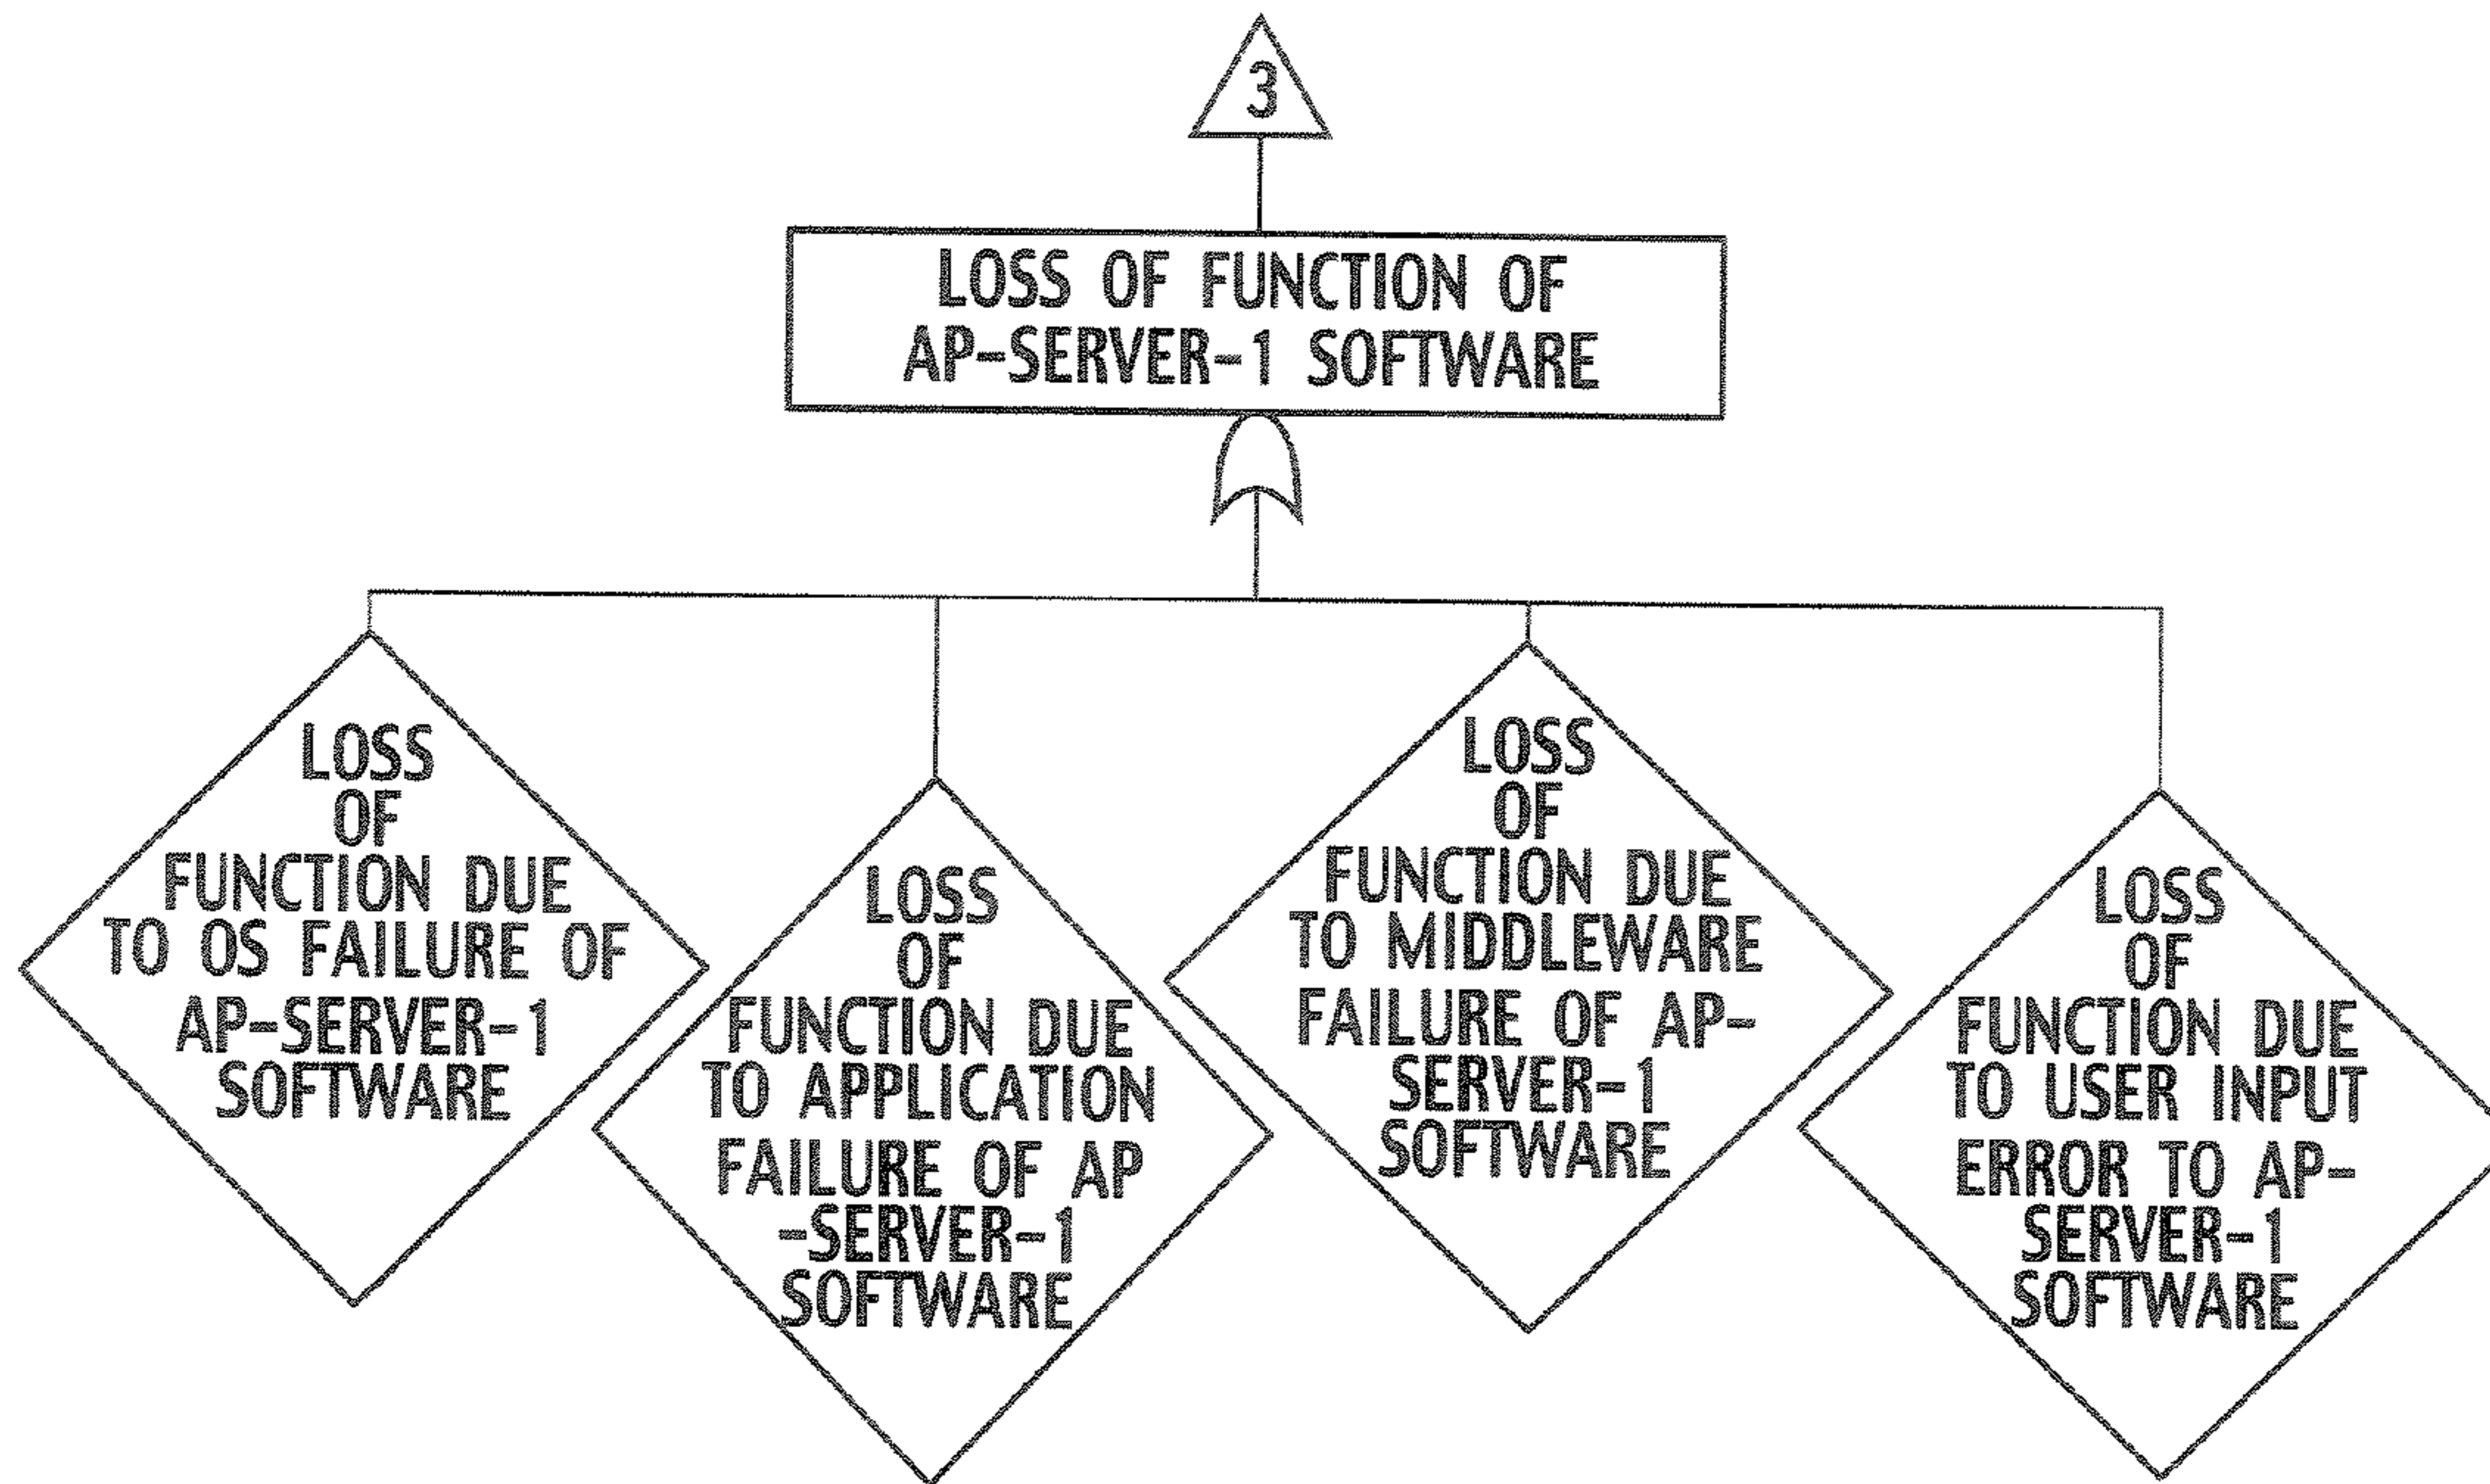 3
LOSS OF FUNCTION OF
AP-SERVER-1 SOFTWARE
LOSS
OF
FUNCTION DUE
TO OS FAILURE OF
AP-SERVER-1
SOFTWARE
LOSS
OF
FUNCTION DUE
TO APPLICATION
FAILURE OF AP
-SERVER-1
SOFTWARE
LOSS
OF
FUNCTION DUE
TO MIDDLEWARE
FAILURE OF AP-
SERVER-1
SOFTWARE
LOSS
OF
FUNCTION DUE
TO USER INPUT
ERROR TO AP-
SERVER-1
SOFTWARE